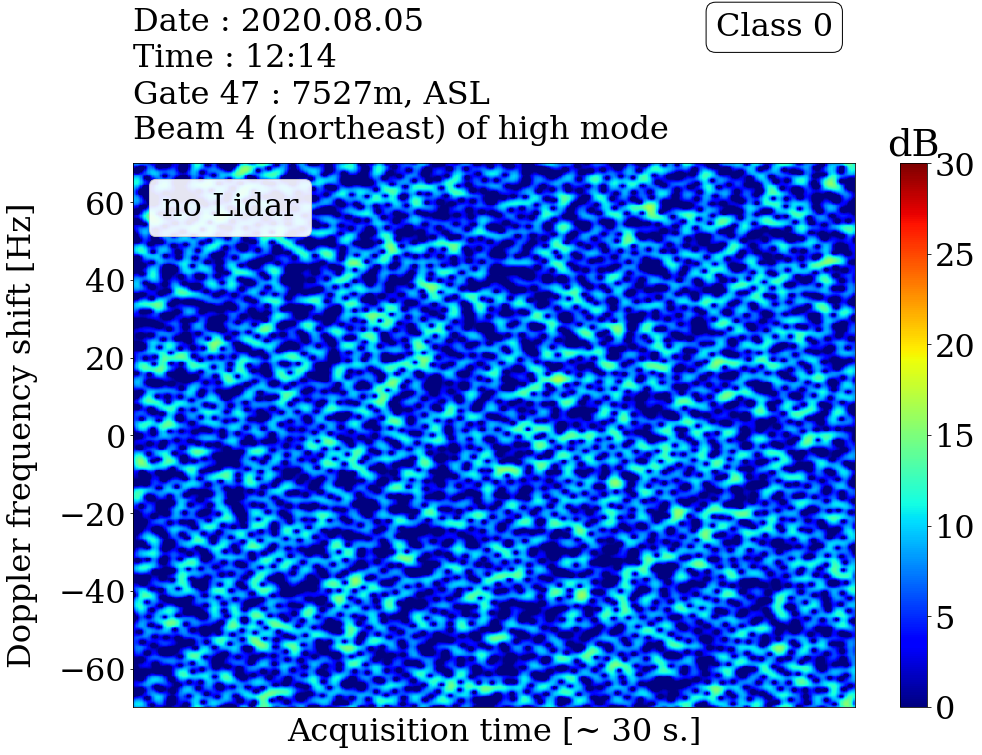 Date : 2020.08.05
Time : 12:14
Gate 47 : 7527m, ASL
Beam 4 (northeast) of high mode
Class 0
dB
no Lidar
Doppler frequency shift [Hz]
60
40
20
0
−20
−40
−60
Acquisition time [~ 30 s.]
30
25
20
15
10
5
0